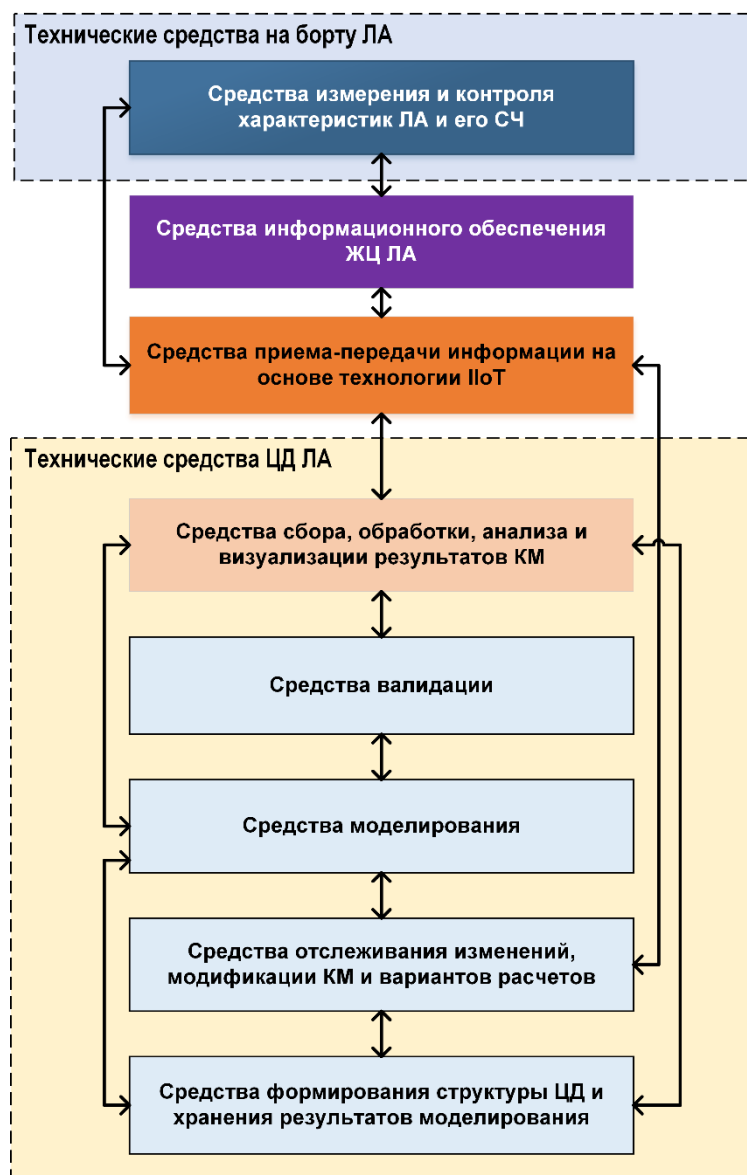 Технические средства на борту ЛА
Средства измерения и контроля
характеристик ЛА и его СЧ
Средства информационного обеспечения
ЖЦ ЛА
Средства приема-передачи информации на
основе технологии IIoT
Технические средства ЦД ЛА
Средства сбора, обработки, анализа и
визуализации результатов КМ
Средства валидации
Средства моделирования
Средства отслеживания изменений,
модификации КМ и вариантов расчетов
Средства формирования структуры ЦД и
хранения результатов моделирования